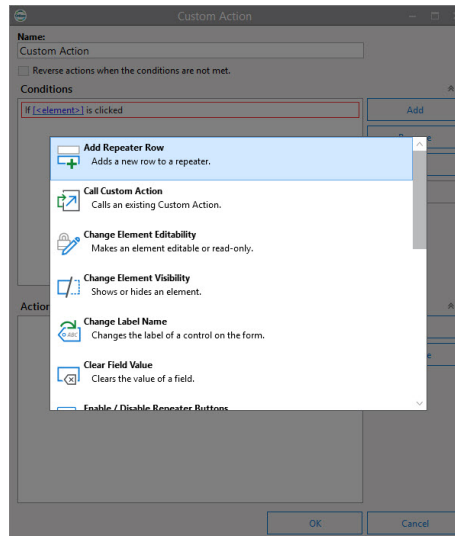 Custom Action
Name:
Custom Action
Reverse actions when the conditions are not met.
Conditions
If [<element>] is clicked
Add
Add Repeater Row
Adds a new row to a repeater.
Call Custom Action
Calls an existing Custom Action.
Change Element Editability
Makes an element editable or read-only.
Change Element Visibility
Shows or hides an element.
Action
Change Label Name
ABC
Changes the label of a control on the form.
Clear Field Value
Clears the value of a field.
Enable / Disable Repeater Buttons
OK
Cancel